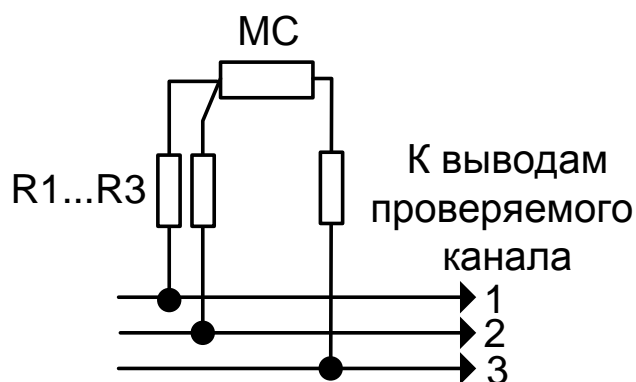 МС
R1...R3
К выводам
проверяемого
канала
1
2
3